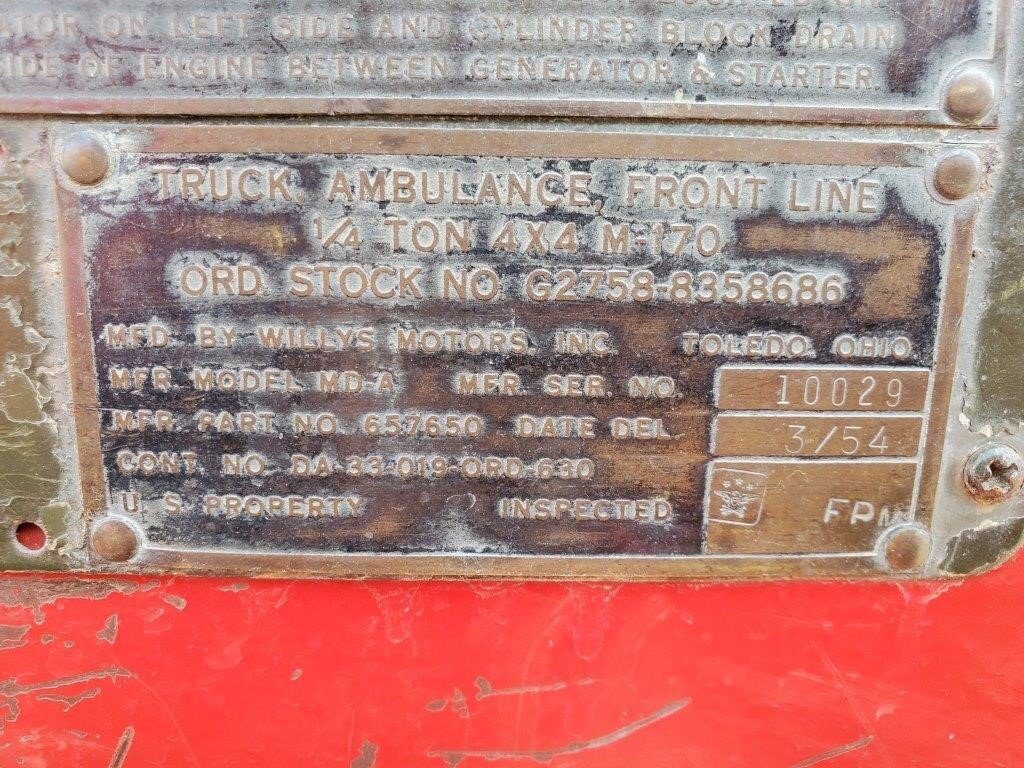 ATOR ON LEFT SIDE AND CYLINDER BLOCK DRAIN
SIDE OF ENGINE BETWEEN GENERATOR & STARTER.
TRUCK, AMBULANCE, FRONT LINE
1/4 TON 4X4 M-170
ORD. STOCK NO. G2758-8358686
MFD. BY WILLYS MOTORS, INC. TOLEDO, OHIO
MFR. MODEL MD-A MFR. SER. NO. 10029
MFR. PART NO. 657650 DATE DEL. 3/54
CONT. NO. DA-33-019-ORD-630
U. S. PROPERTY INSPECTED FPM